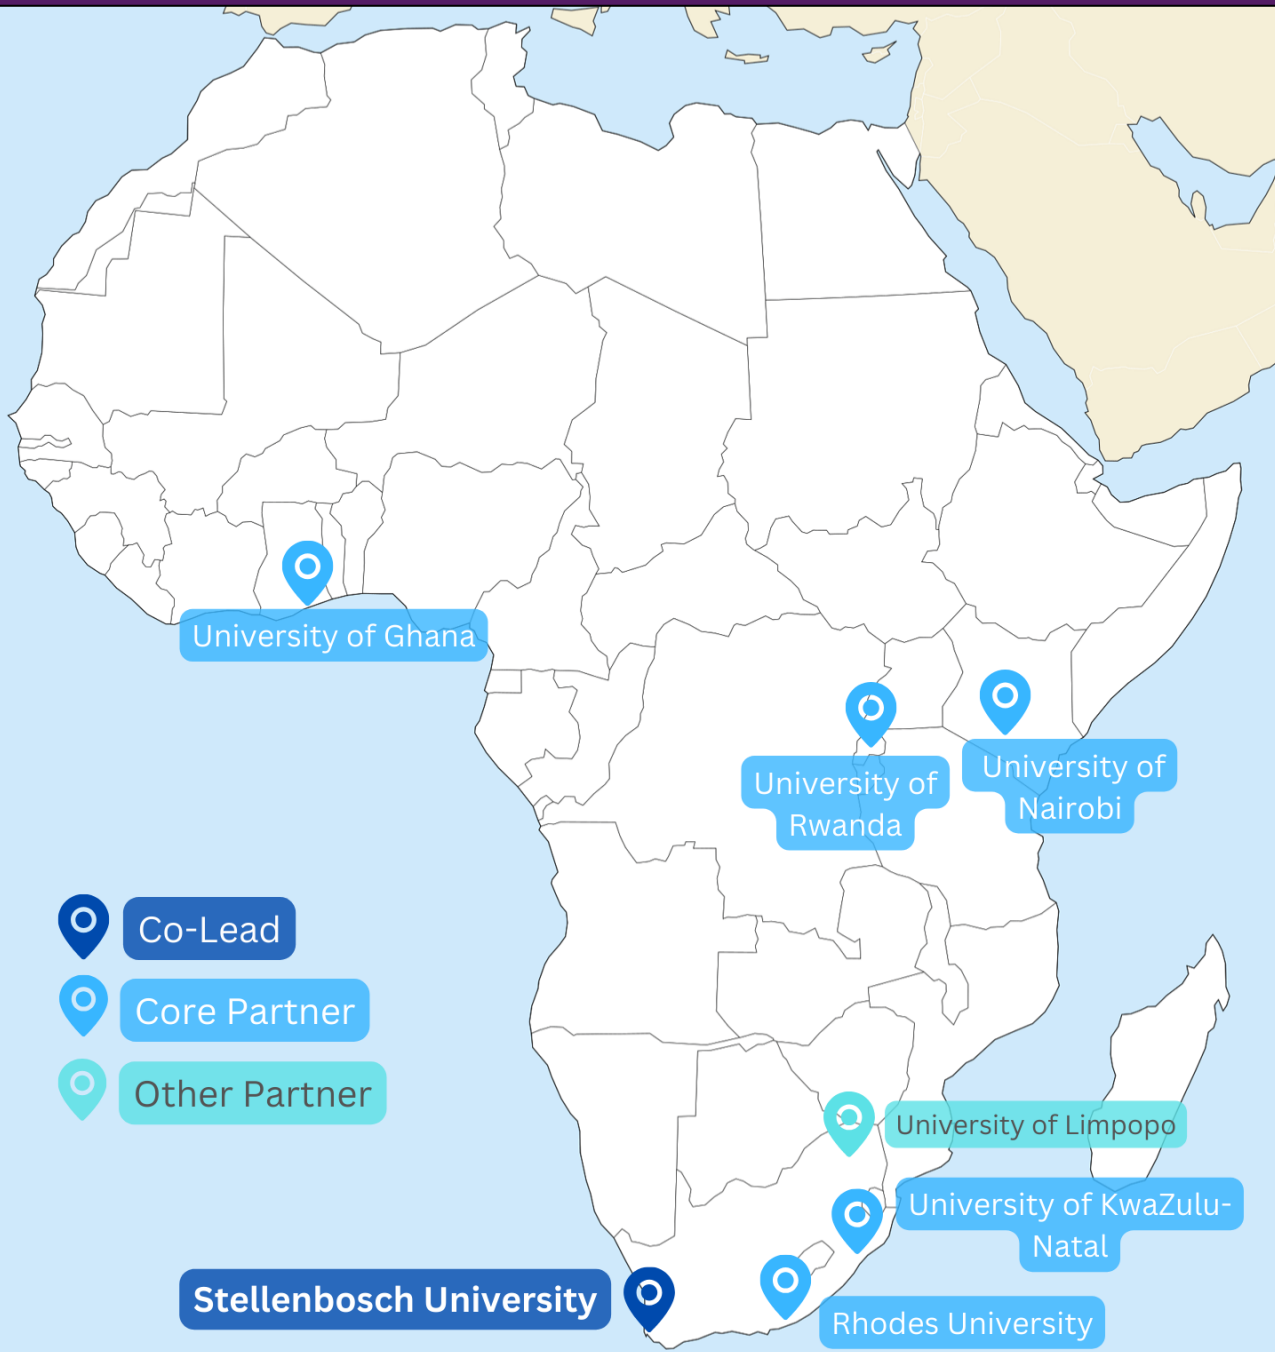 University of Ghana
University of
Rwanda
University of
Nairobi
Co-Lead
Core Partner
Other Partner
University of Limpopo
University of KwaZulu-
Natal
Stellenbosch University
Rhodes University